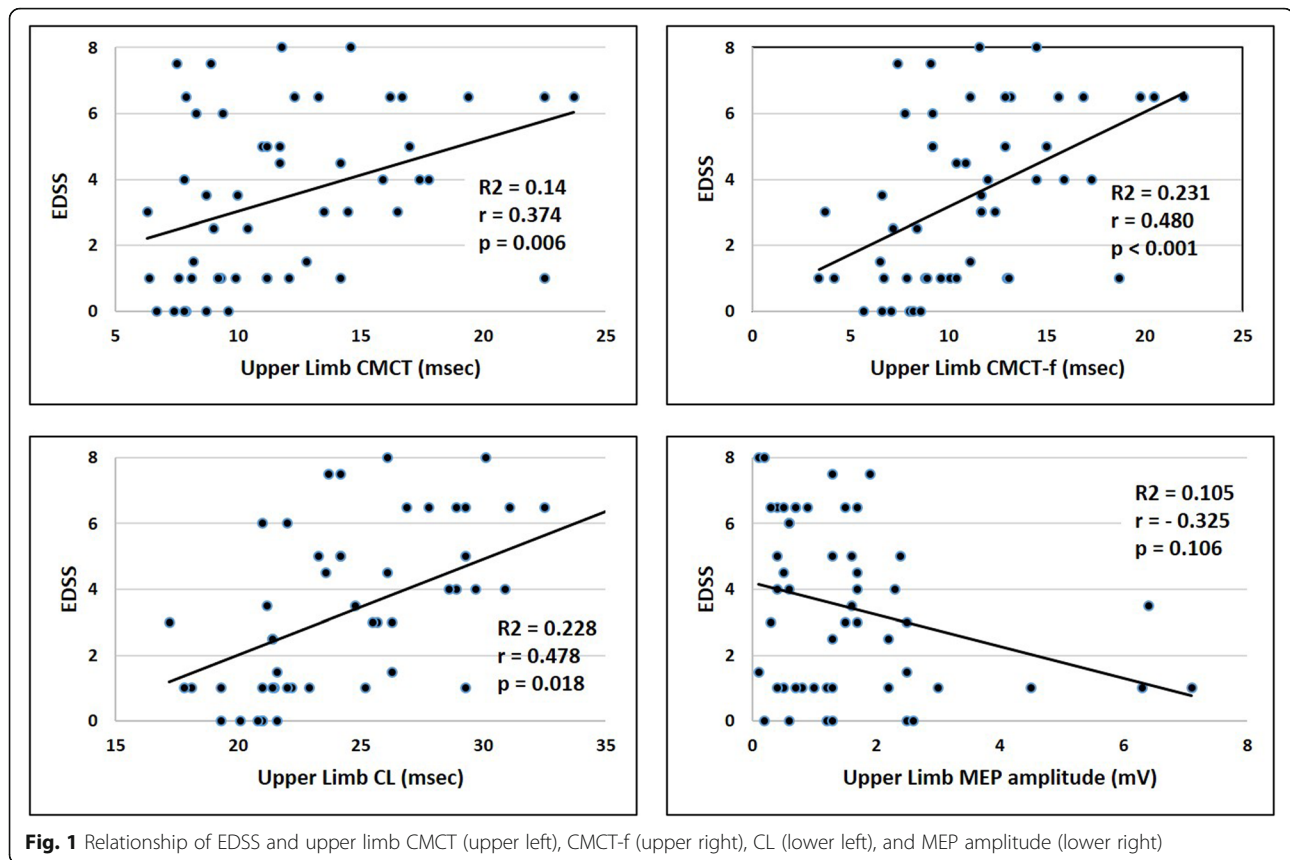 8
6
4
2
0
EDSS
R2 = 0.14
r = 0.374
p = 0.006
5 10 15 20 25
Upper Limb CMCT (msec)
8
6
4
2
0
EDSS
R2 = 0.231
r = 0.480
p < 0.001
0 5 10 15 20 25
Upper Limb CMCT-f (msec)
8
6
4
2
0
EDSS
R2 = 0.228
r = 0.478
p = 0.018
15 20 25 30 35
Upper Limb CL (msec)
8
6
4
2
0
EDSS
R2 = 0.105
r = - 0.325
p = 0.106
0 2 4 6 8
Upper Limb MEP amplitude (mV)
Fig. 1 Relationship of EDSS and upper limb CMCT (upper left), CMCT-f (upper right), CL (lower left), and MEP amplitude (lower right)